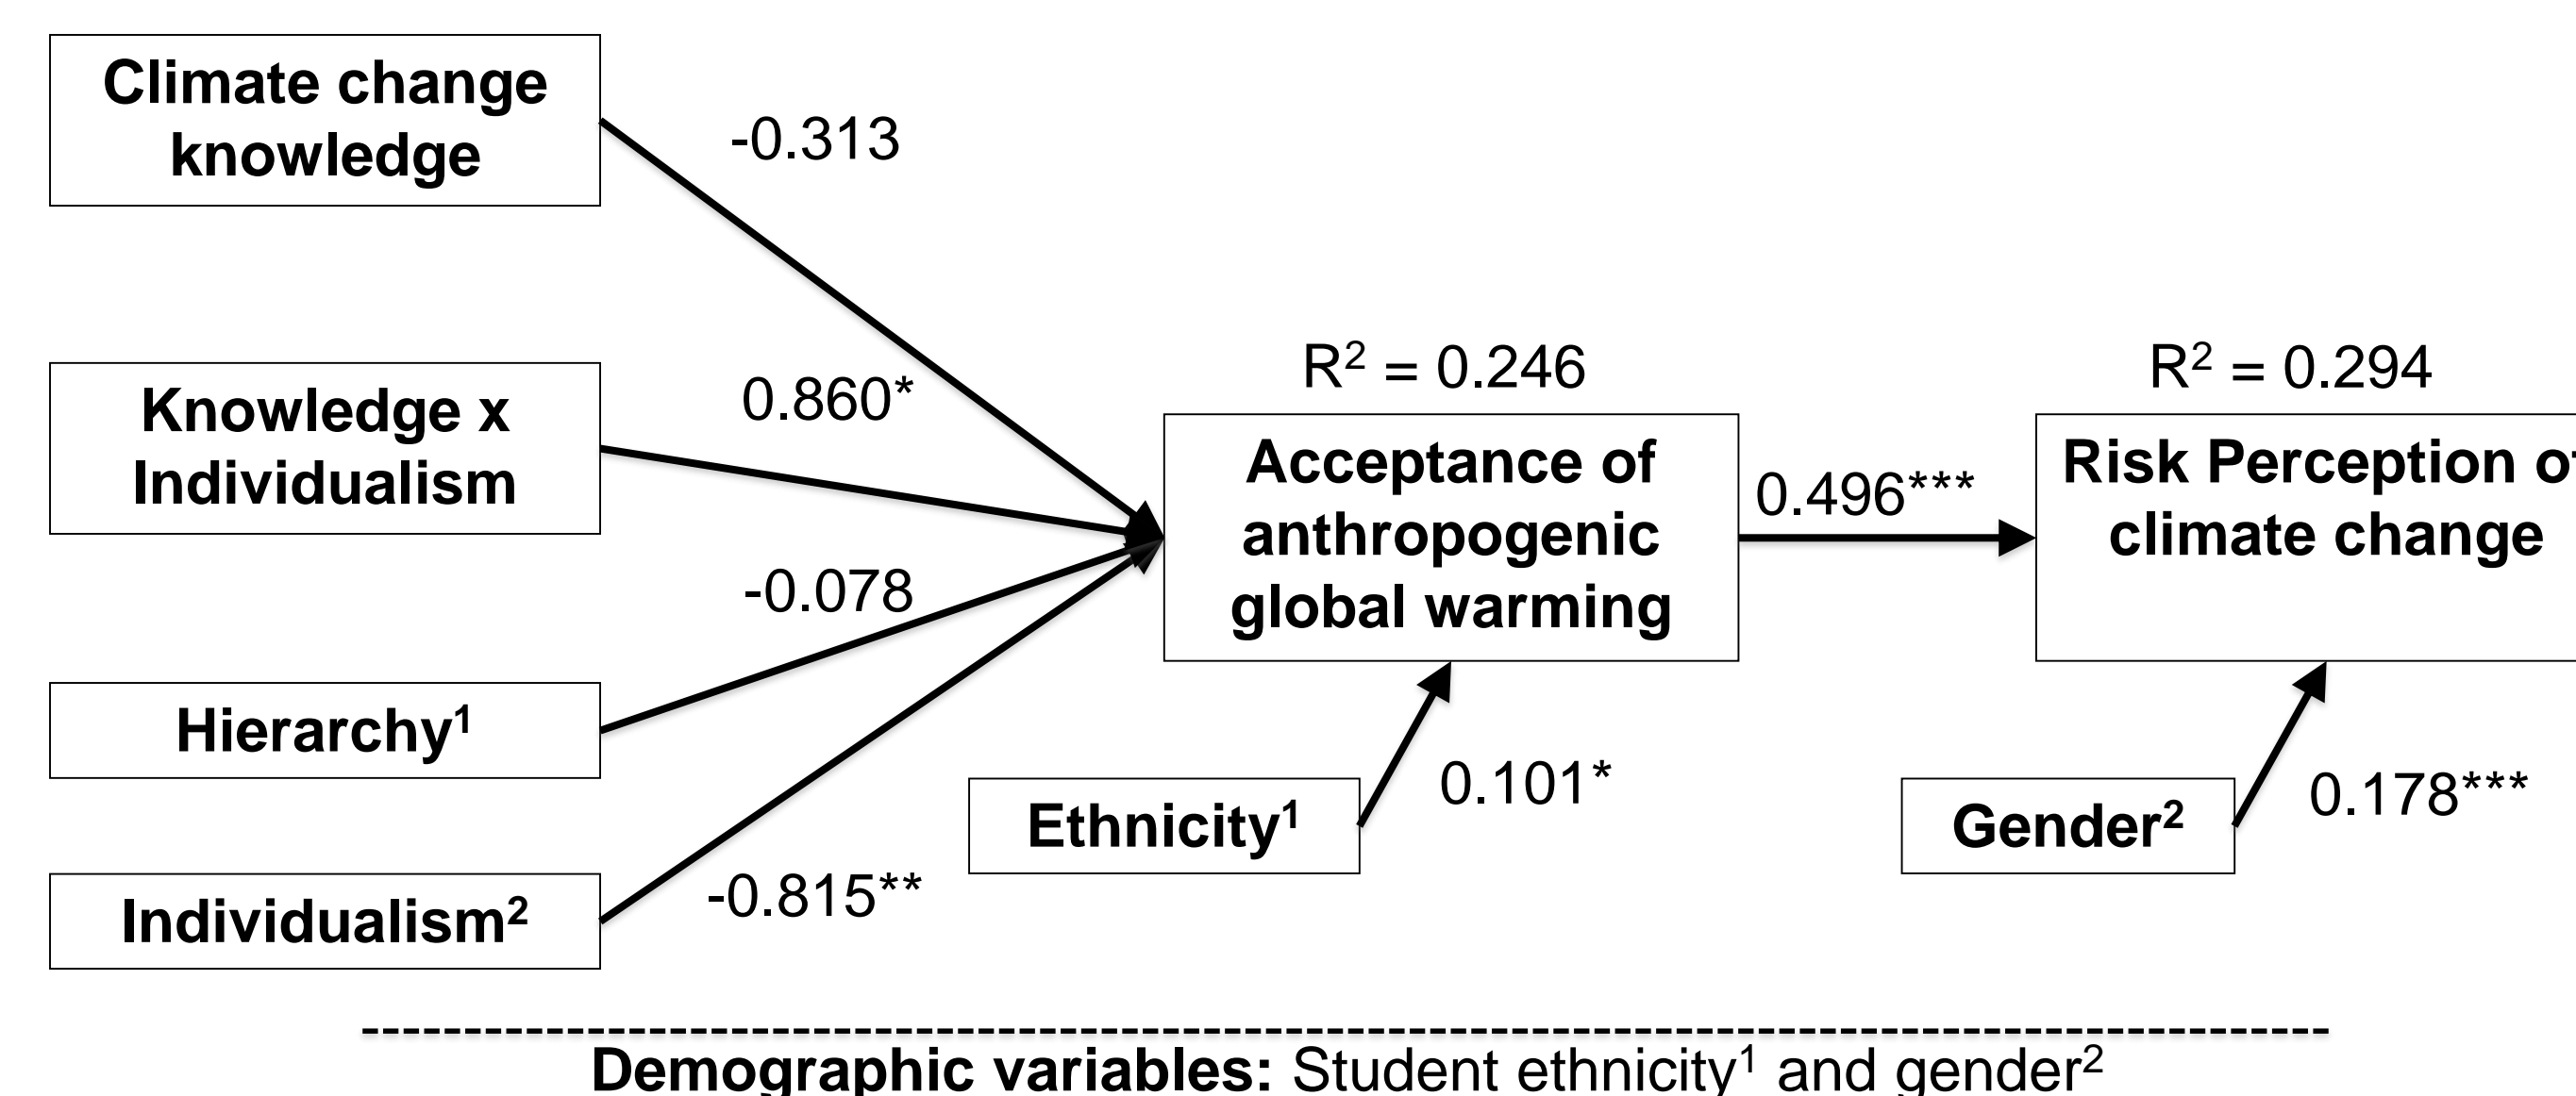 Climate change
knowledge
-0.313
Knowledge x
Individualism
0.860*
-0.078
Hierarchy¹
Individualism²
-0.815**
R² = 0.246
Acceptance of
anthropogenic
global warming
0.496***
R² = 0.294
Risk Perception of
climate change
Ethnicity¹
0.101*
Gender²
0.178***
Demographic variables: Student ethnicity¹ and gender²